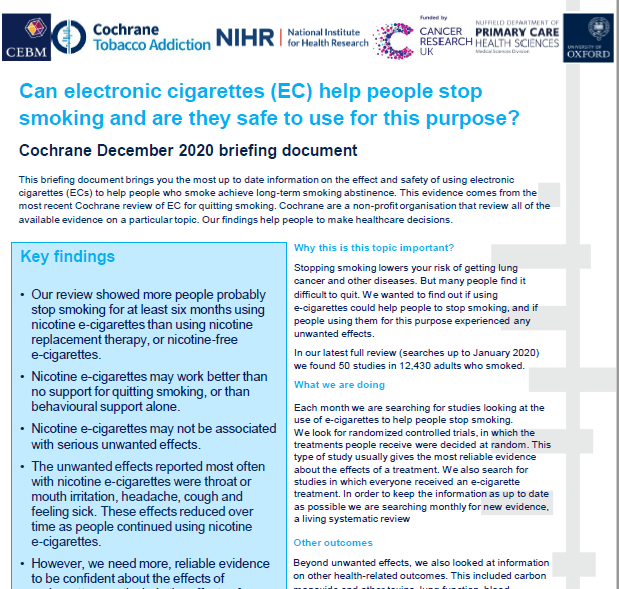 CEBM
Cochrane
Tobacco Addiction
NIHR
National Institute
for Health Research
funded by
CANCER
RESEARCH
UK
NUFFIELD DEPARTMENT OF
PRIMARY CARE
HEALTH SCIENCES
Medical Sciences Division
UNIVERSITY OF
OXFORD
Can electronic cigarettes (EC) help people stop
smoking and are they safe to use for this purpose?
Cochrane December 2020 briefing document
This briefing document brings you the most up to date information on the effect and safety of using electronic
cigarettes (ECs) to help people who smoke achieve long-term smoking abstinence. This evidence comes from the
most recent Cochrane review of EC for quitting smoking. Cochrane are a non-profit organisation that review all of the
available evidence on a particular topic. Our findings help people to make healthcare decisions.
Key findings
• Our review showed more people probably
stop smoking for at least six months using
nicotine e-cigarettes than using nicotine
replacement therapy, or nicotine-free
e-cigarettes.
• Nicotine e-cigarettes may work better than
no support for quitting smoking, or than
behavioural support alone.
• Nicotine e-cigarettes may not be associated
with serious unwanted effects.
• The unwanted effects reported most often
with nicotine e-cigarettes were throat or
mouth irritation, headache, cough and
feeling sick. These effects reduced over
time as people continued using nicotine
e-cigarettes.
• However, we need more, reliable evidence
to be confident about the effects of
Why this is this topic important?
Stopping smoking lowers your risk of getting lung
cancer and other diseases. But many people find it
difficult to quit. We wanted to find out if using
e-cigarettes could help people to stop smoking, and if
people using them for this purpose experienced any
unwanted effects.
In our latest full review (searches up to January 2020)
we found 50 studies in 12,430 adults who smoked.
What we are doing
Each month we are searching for studies looking at the
use of e-cigarettes to help people stop smoking.
We look for randomized controlled trials, in which the
treatments people receive were decided at random. This
type of study usually gives the most reliable evidence
about the effects of a treatment. We also search for
studies in which everyone received an e-cigarette
treatment. In order to keep the information as up to date
as possible we are searching monthly for new evidence,
a living systematic review
Other outcomes
Beyond unwanted effects, we also looked at information
on other health-related outcomes. This included carbon